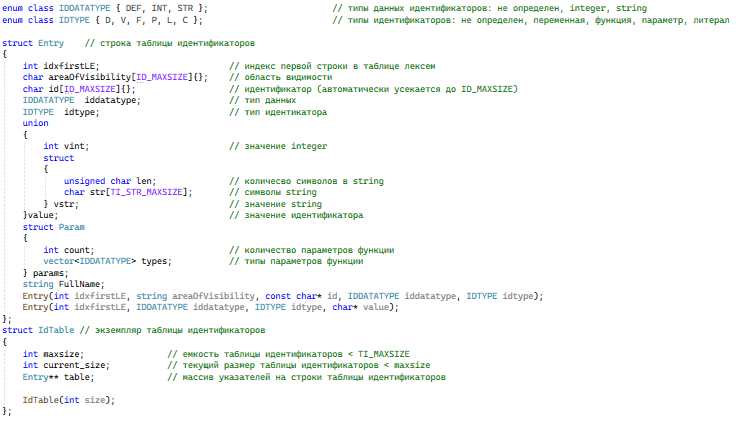 enum class IDDATATYPE { DEF, INT, STR }; // типы данных идентификаторов: не определен, integer, string
enum class IDTYPE { D, V, F, P, L, C }; // типы идентификаторов: не определен, переменная, функция, параметр, литерал
struct Entry // строка таблицы идентификаторов
{
int idxfirstLE; // индекс первой строки в таблице лексем
char areaOfVisibility[ID_MAXSIZE]{}; // область видимости
char id[ID_MAXSIZE]{}; // идентификатор (автоматически усекается до ID_MAXSIZE)
IDDATATYPE iddatatype; // тип данных
IDTYPE idtype; // тип идентикатора
union
{
int vint; // значение integer
struct
{
unsigned char len; // количесво символов в string
char str[TI_STR_MAXSIZE]; // символы string
} vstr; // значение string
}value; // значение идентификатора
struct Param
{
int count; // количество параметров функции
vector<IDDATATYPE> types; // типы параметров функции
} params;
string FullName;
Entry(int idxfirstLE, string areaOfVisibility, const char* id, IDDATATYPE iddatatype, IDTYPE idtype);
Entry(int idxfirstLE, IDDATATYPE iddatatype, IDTYPE idtype, char* value);
};
struct IdTable // экземпляр таблицы идентификаторов
{
int maxsize; // емкость таблицы идентификаторов < TI_MAXSIZE
int current_size; // текущий размер таблицы идентификаторов < maxsize
Entry** table; // массив указателей на строки таблицы идентификаторов
IdTable(int size);
};